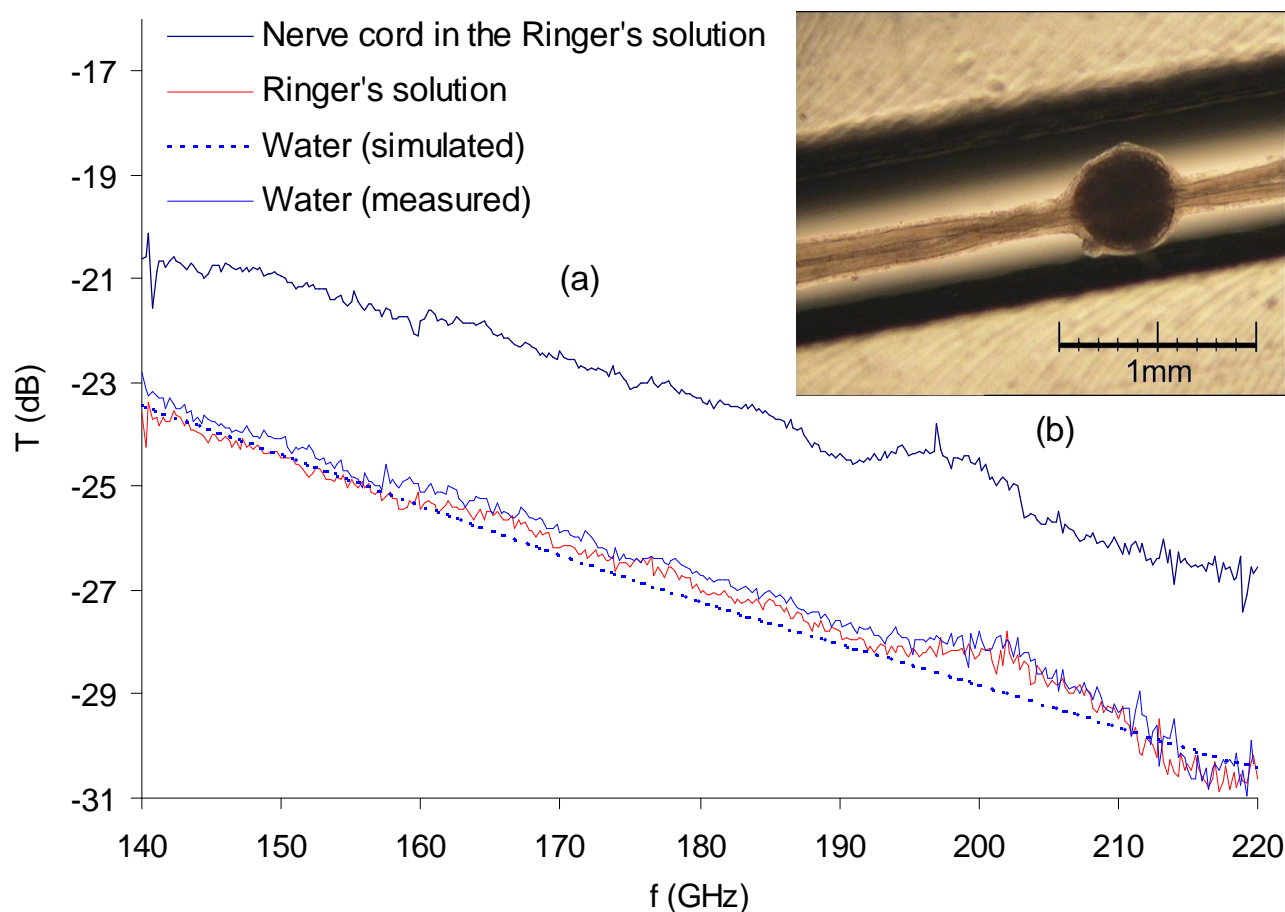 Nerve cord in the Ringer's solution
Ringer's solution
Water (simulated)
Water (measured)
-17
-19
-21
-23
-25
-27
-29
-31
T (dB)
(a)
1mm
(b)
140 150 160 170 180 190 200 210 220
f (GHz)